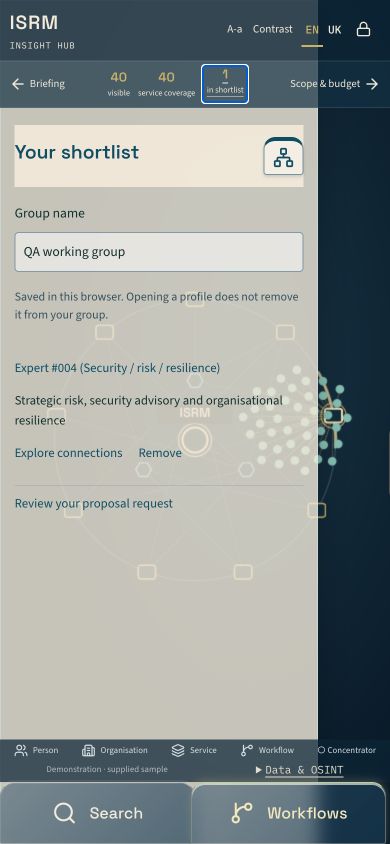 ISRM
INSIGHT HUB
A-a Contrast EN UK
Briefing
40 visible
40 service coverage
1 in shortlist
Scope & budget
Your shortlist
Group name
QA working group
Saved in this browser. Opening a profile does not remove
it from your group.
Expert #004 (Security / risk / resilience)
Strategic risk, security advisory and organisational
resilience
ISRM
Explore connections Remove
Review your proposal request
Person Organisation Service Workflow Concentrator
Demonstration · supplied sample Data & OSINT
Search Workflows